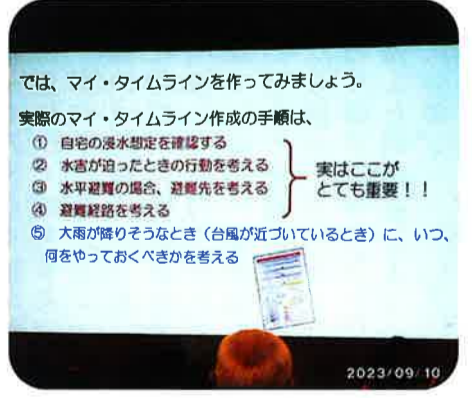 では、マイ・タイムラインを作ってみましょう。
実際のマイ・タイムライン作成の手順は、
① 自宅の浸水想定を確認する
② 水害が迫ったときの行動を考える
③ 水平避難の場合、避難先を考える
④ 避難経路を考える
実はここが
とても重要！！
⑤ 大雨が降りそうなとき（台風が近づいているとき）に、いつ、
何をやっておくべきかを考える
2023/09/10